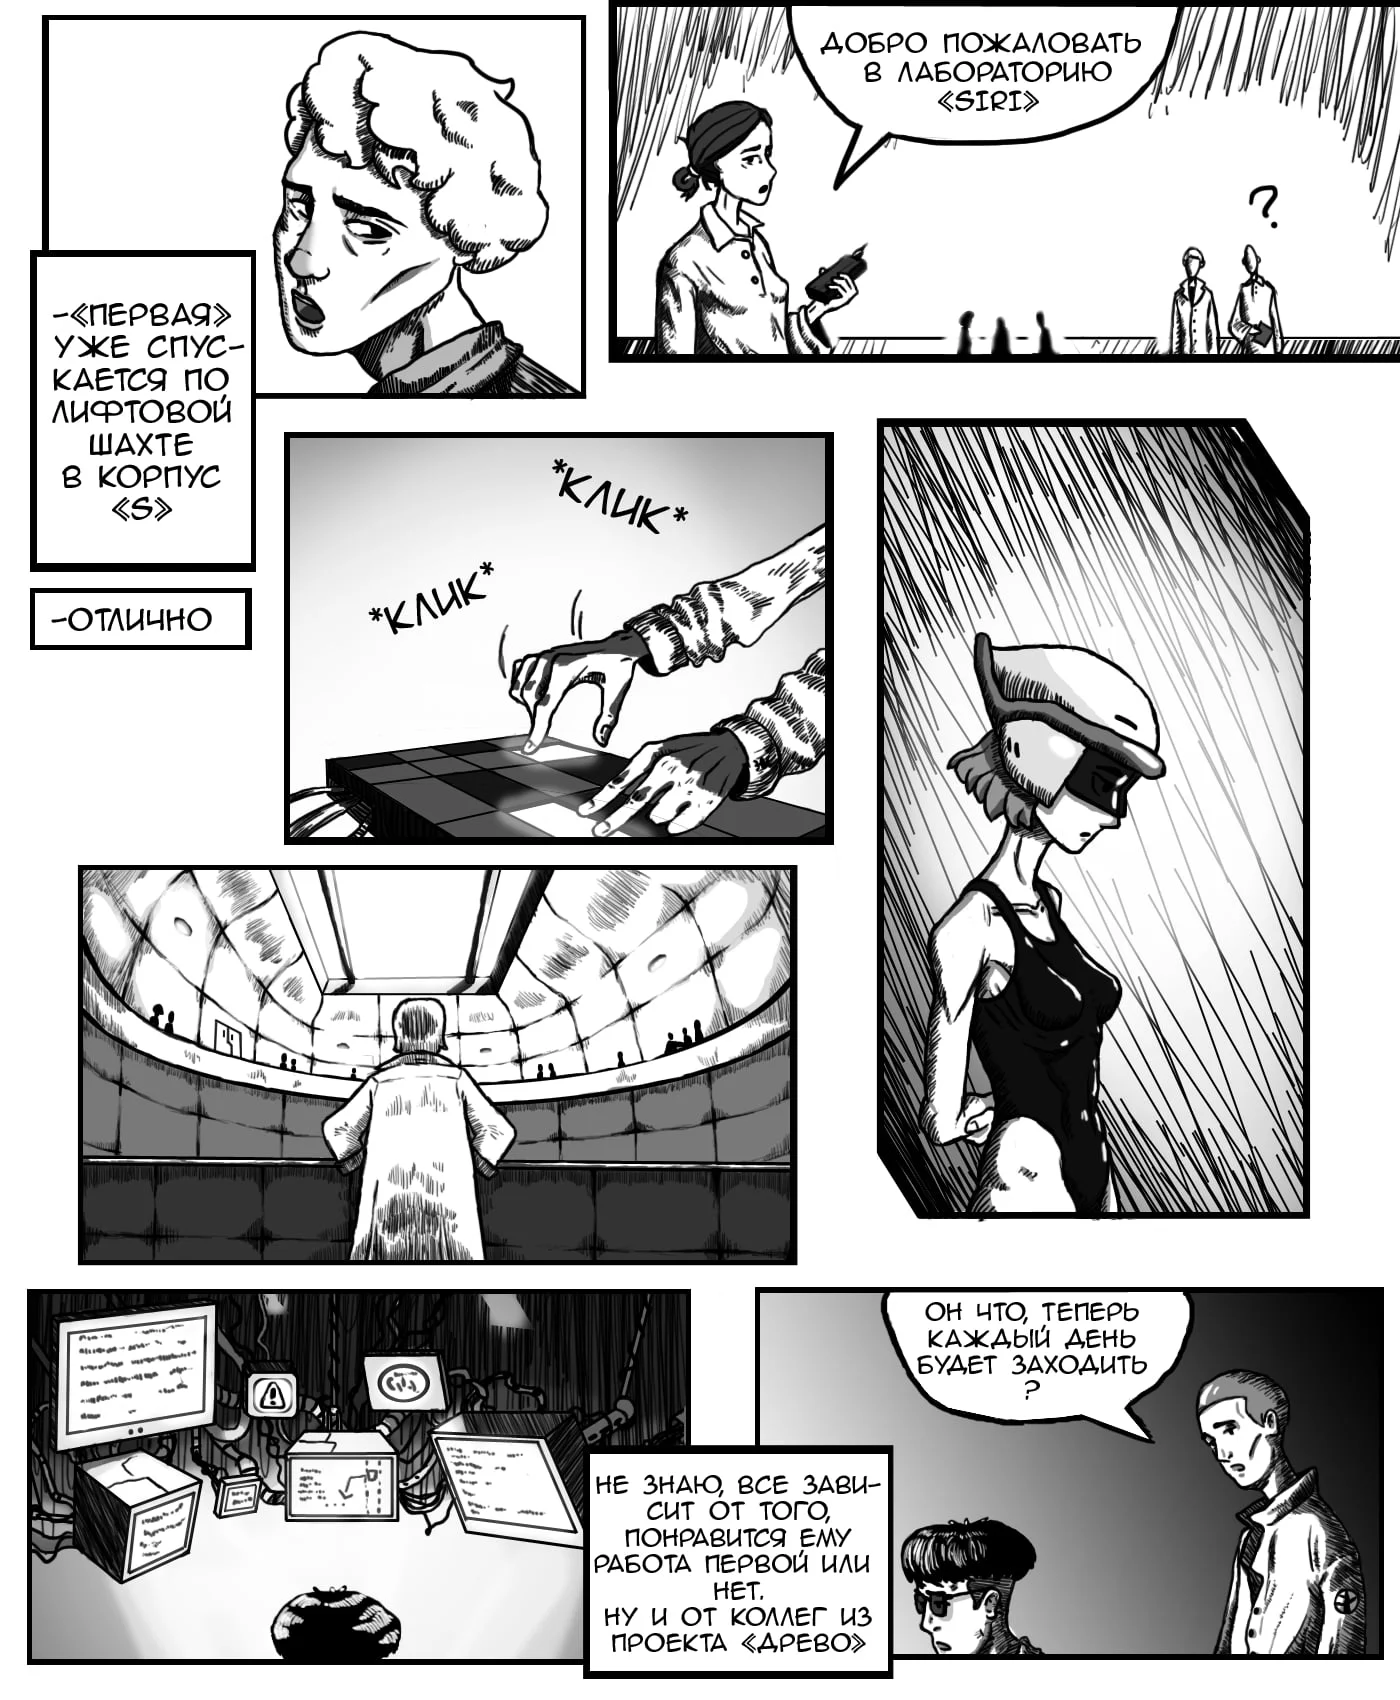 -《ПЕРВАЯ》
УЖЕ СПУС-
КАЕТСЯ ПО
ЛИФТОВОЙ
ШАХТЕ
В КОРПУС
《S》
-ОТЛИЧНО
ДОБРО ПОЖАЛОВАТЬ
В ЛАБОРАТОРИЮ
《SIRI》
?
*КЛИК*
*КЛИК*
НЕ ЗНАЮ, ВСЕ ЗАВИ-
СИТ ОТ ТОГО,
ПОНРАВИТСЯ ЕМУ
РАБОТА ПЕРВОЙ ИЛИ
НЕТ.
НУ И ОТ КОЛЛЕГ ИЗ
ПРОЕКТА 《ДРЕВО》
ОН ЧТО, ТЕПЕРЬ
КАЖДЫЙ ДЕНЬ
БУДЕТ ЗАХОДИТЬ
?